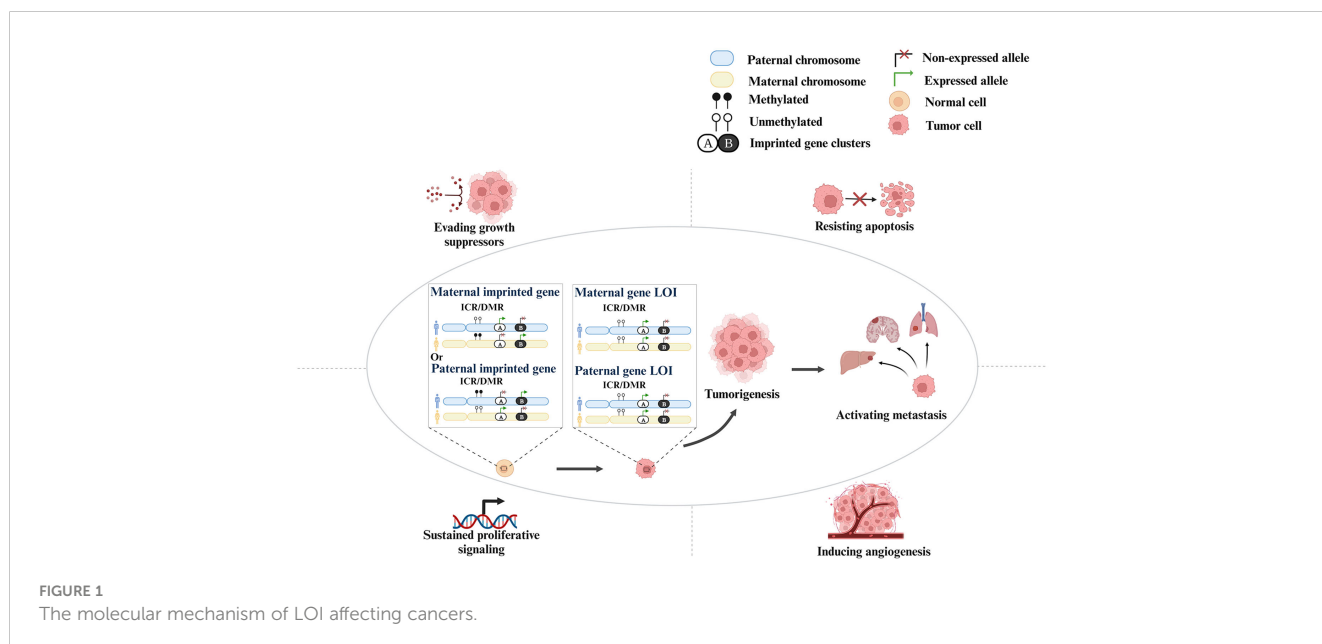 Paternal chromosome
Maternal chromosome
Methylated
Unmethylated
A B Imprinted gene clusters
Non-expressed allele
Expressed allele
Normal cell
Tumor cell
Evading growth
suppressors
Resisting apoptosis
Maternal imprinted gene
ICR/DMR
A B
A B
Or
Paternal imprinted gene
ICR/DMR
A B
A B
Maternal gene LOI
ICR/DMR
A B
A B
Paternal gene LOI
ICR/DMR
A B
A B
Tumorigenesis
Activating metastasis
Sustained proliferative
signaling
Inducing angiogenesis
FIGURE 1
The molecular mechanism of LOI affecting cancers.